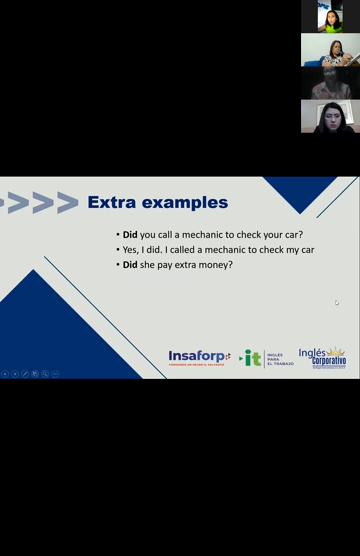 Extra examples
• Did you call a mechanic to check your car?
• Yes, I did. I called a mechanic to check my car
• Did she pay extra money?
Insaforp
it
INGLÉS
PARA
EL TRABAJO
Inglés
Corporativo